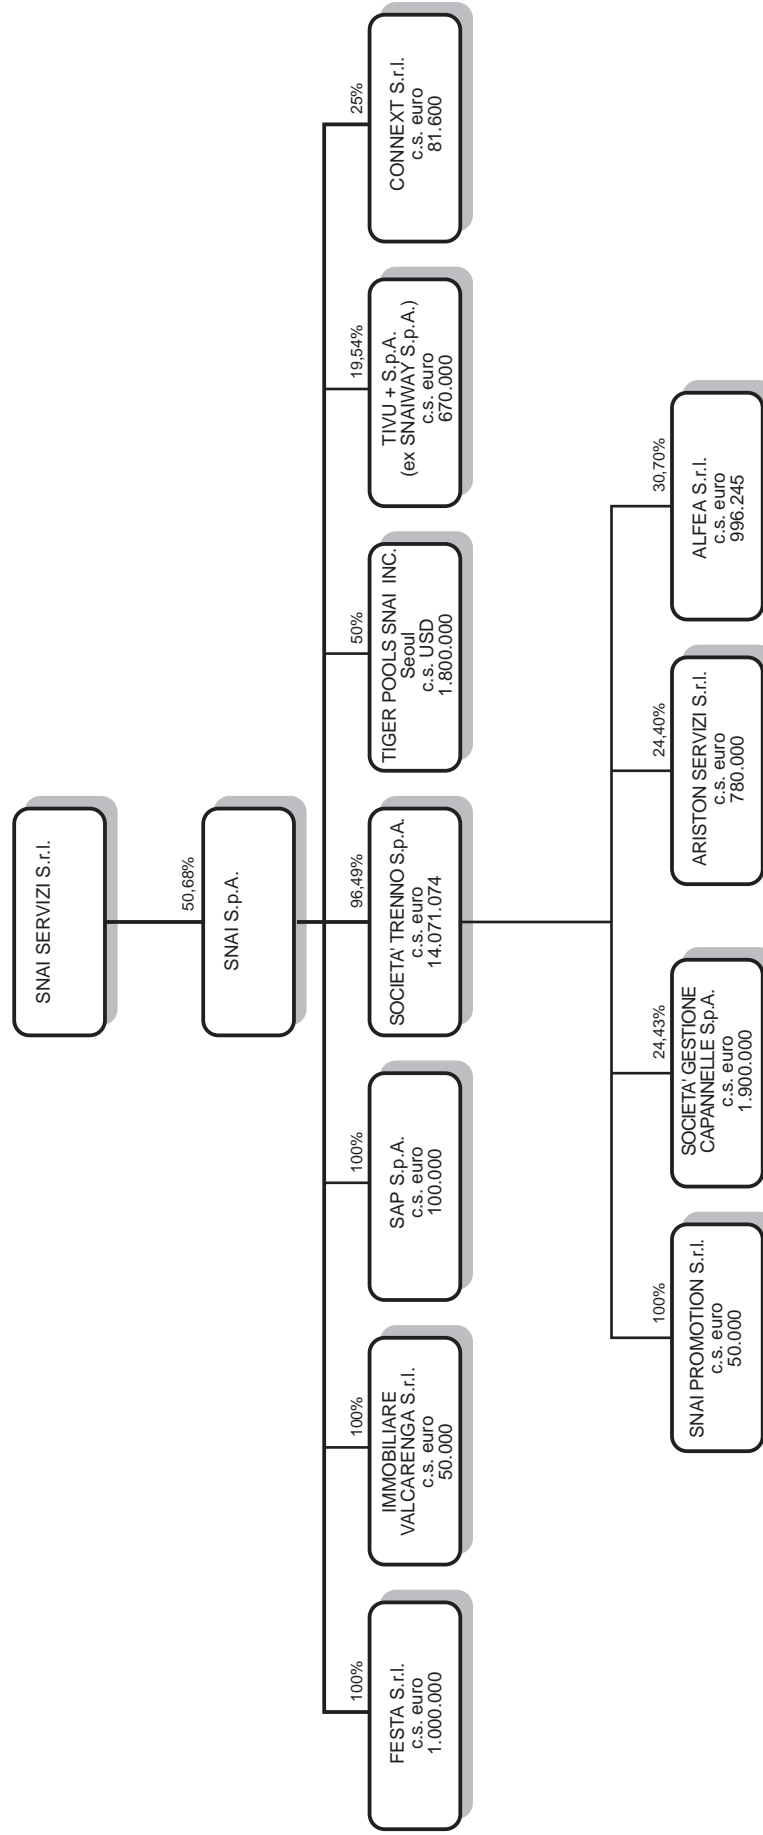 SNAI SERVIZI S.r.l.
50,68%
SNAI S.p.A.
100%
FESTA S.r.l.
c.s. euro
1.000.000
100%
IMMOBILIARE
VALCARENGA S.r.l.
c.s. euro
50.000
100%
SAP S.p.A.
c.s. euro
100.000
96,49%
SOCIETA' TRENNO S.p.A.
c.s. euro
14.071.074
50%
TIGER POOLS SNAI INC.
Seoul
c.s. USD
1.800.000
19,54%
TIVU + S.p.A.
(ex SNAIWAY S.p.A.)
c.s. euro
670.000
25%
CONNEXT S.r.l.
c.s. euro
81.600
100%
SNAI PROMOTION S.r.l.
c.s. euro
50.000
24,43%
SOCIETA' GESTIONE
CAPANNELLE S.p.A.
c.s. euro
1.900.000
24,40%
ARISTON SERVIZI S.r.l.
c.s. euro
780.000
30,70%
ALFEA S.r.l.
c.s. euro
996.245